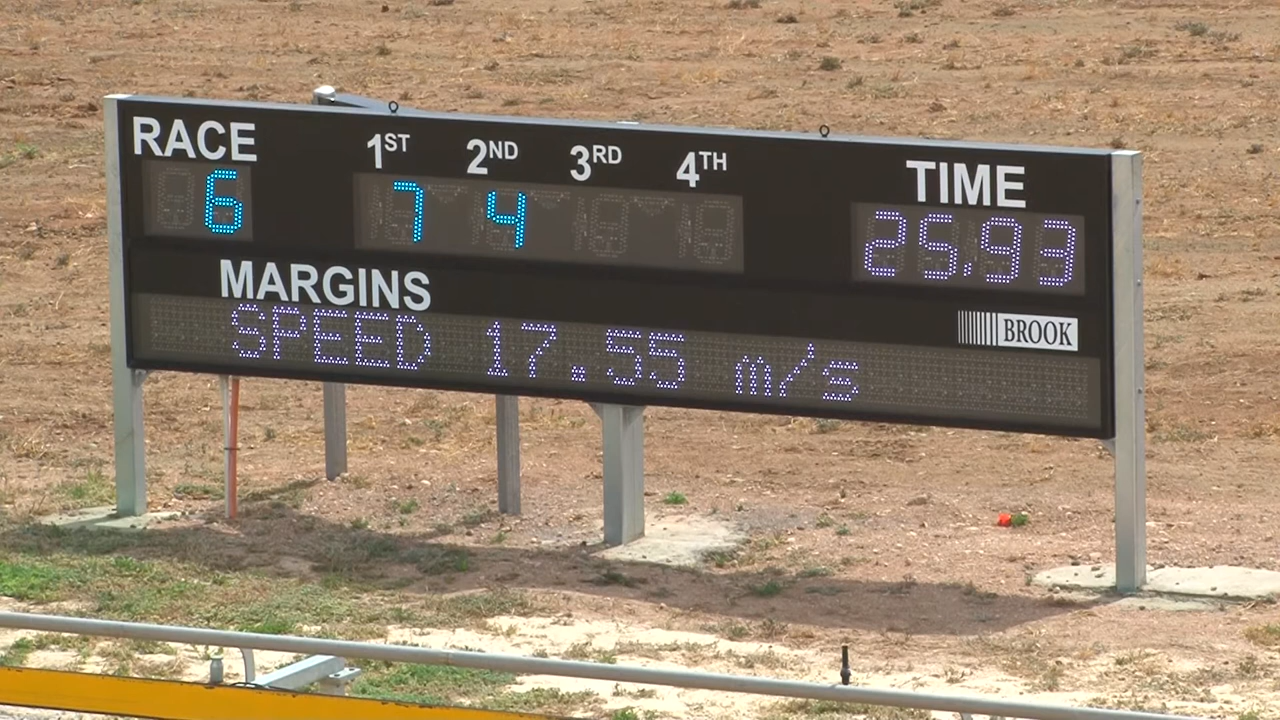 RACE 1ST 2ND 3RD 4TH TIME
6 7 4 25.93
MARGINS
BROOK
SPEED 17.55 m/s